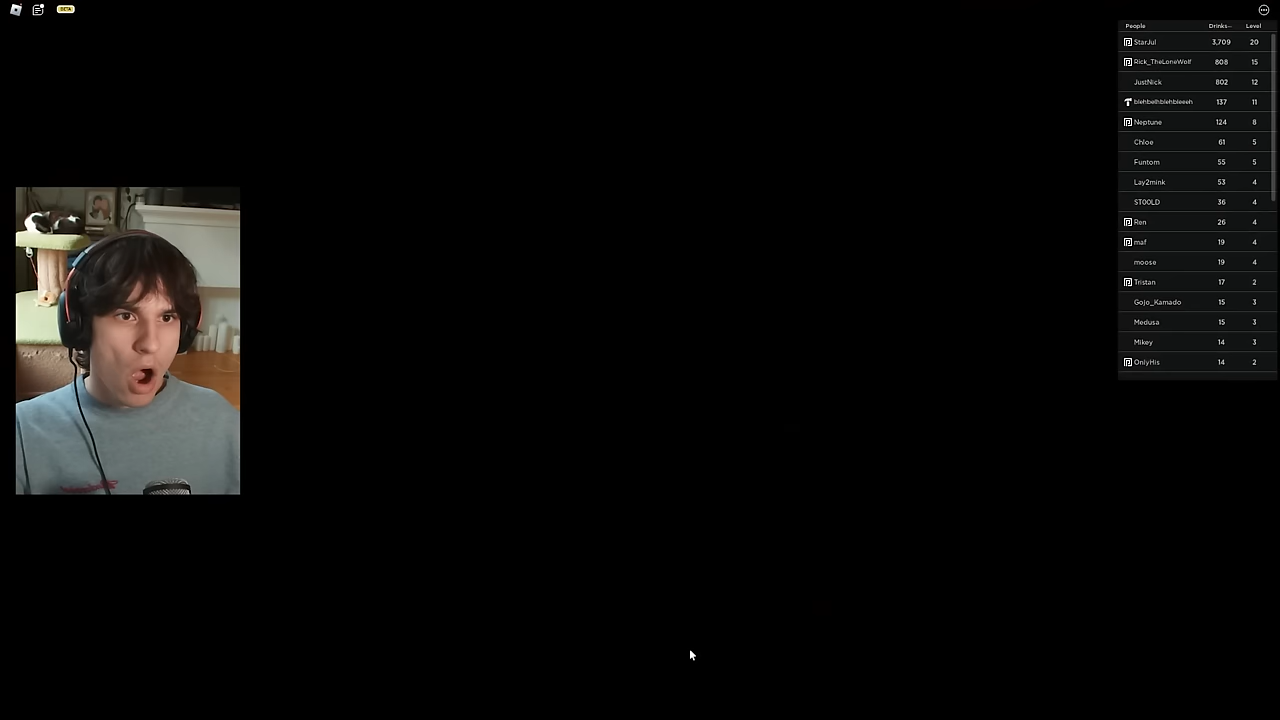 BETA
People Drinks Level
StarJul 3,709 20
Rick_TheLoneWolf 808 15
JustNick 802 12
blehbelhblehbleeeh 137 11
Neptune 124 8
Chloe 61 5
Funtom 55 5
Lay2mink 53 4
ST00LD 36 4
Ren 26 4
maf 19 4
moose 19 4
Tristan 17 2
Gojo_Kamado 15 3
Medusa 15 3
Mikey 14 3
OnlyHis 14 2